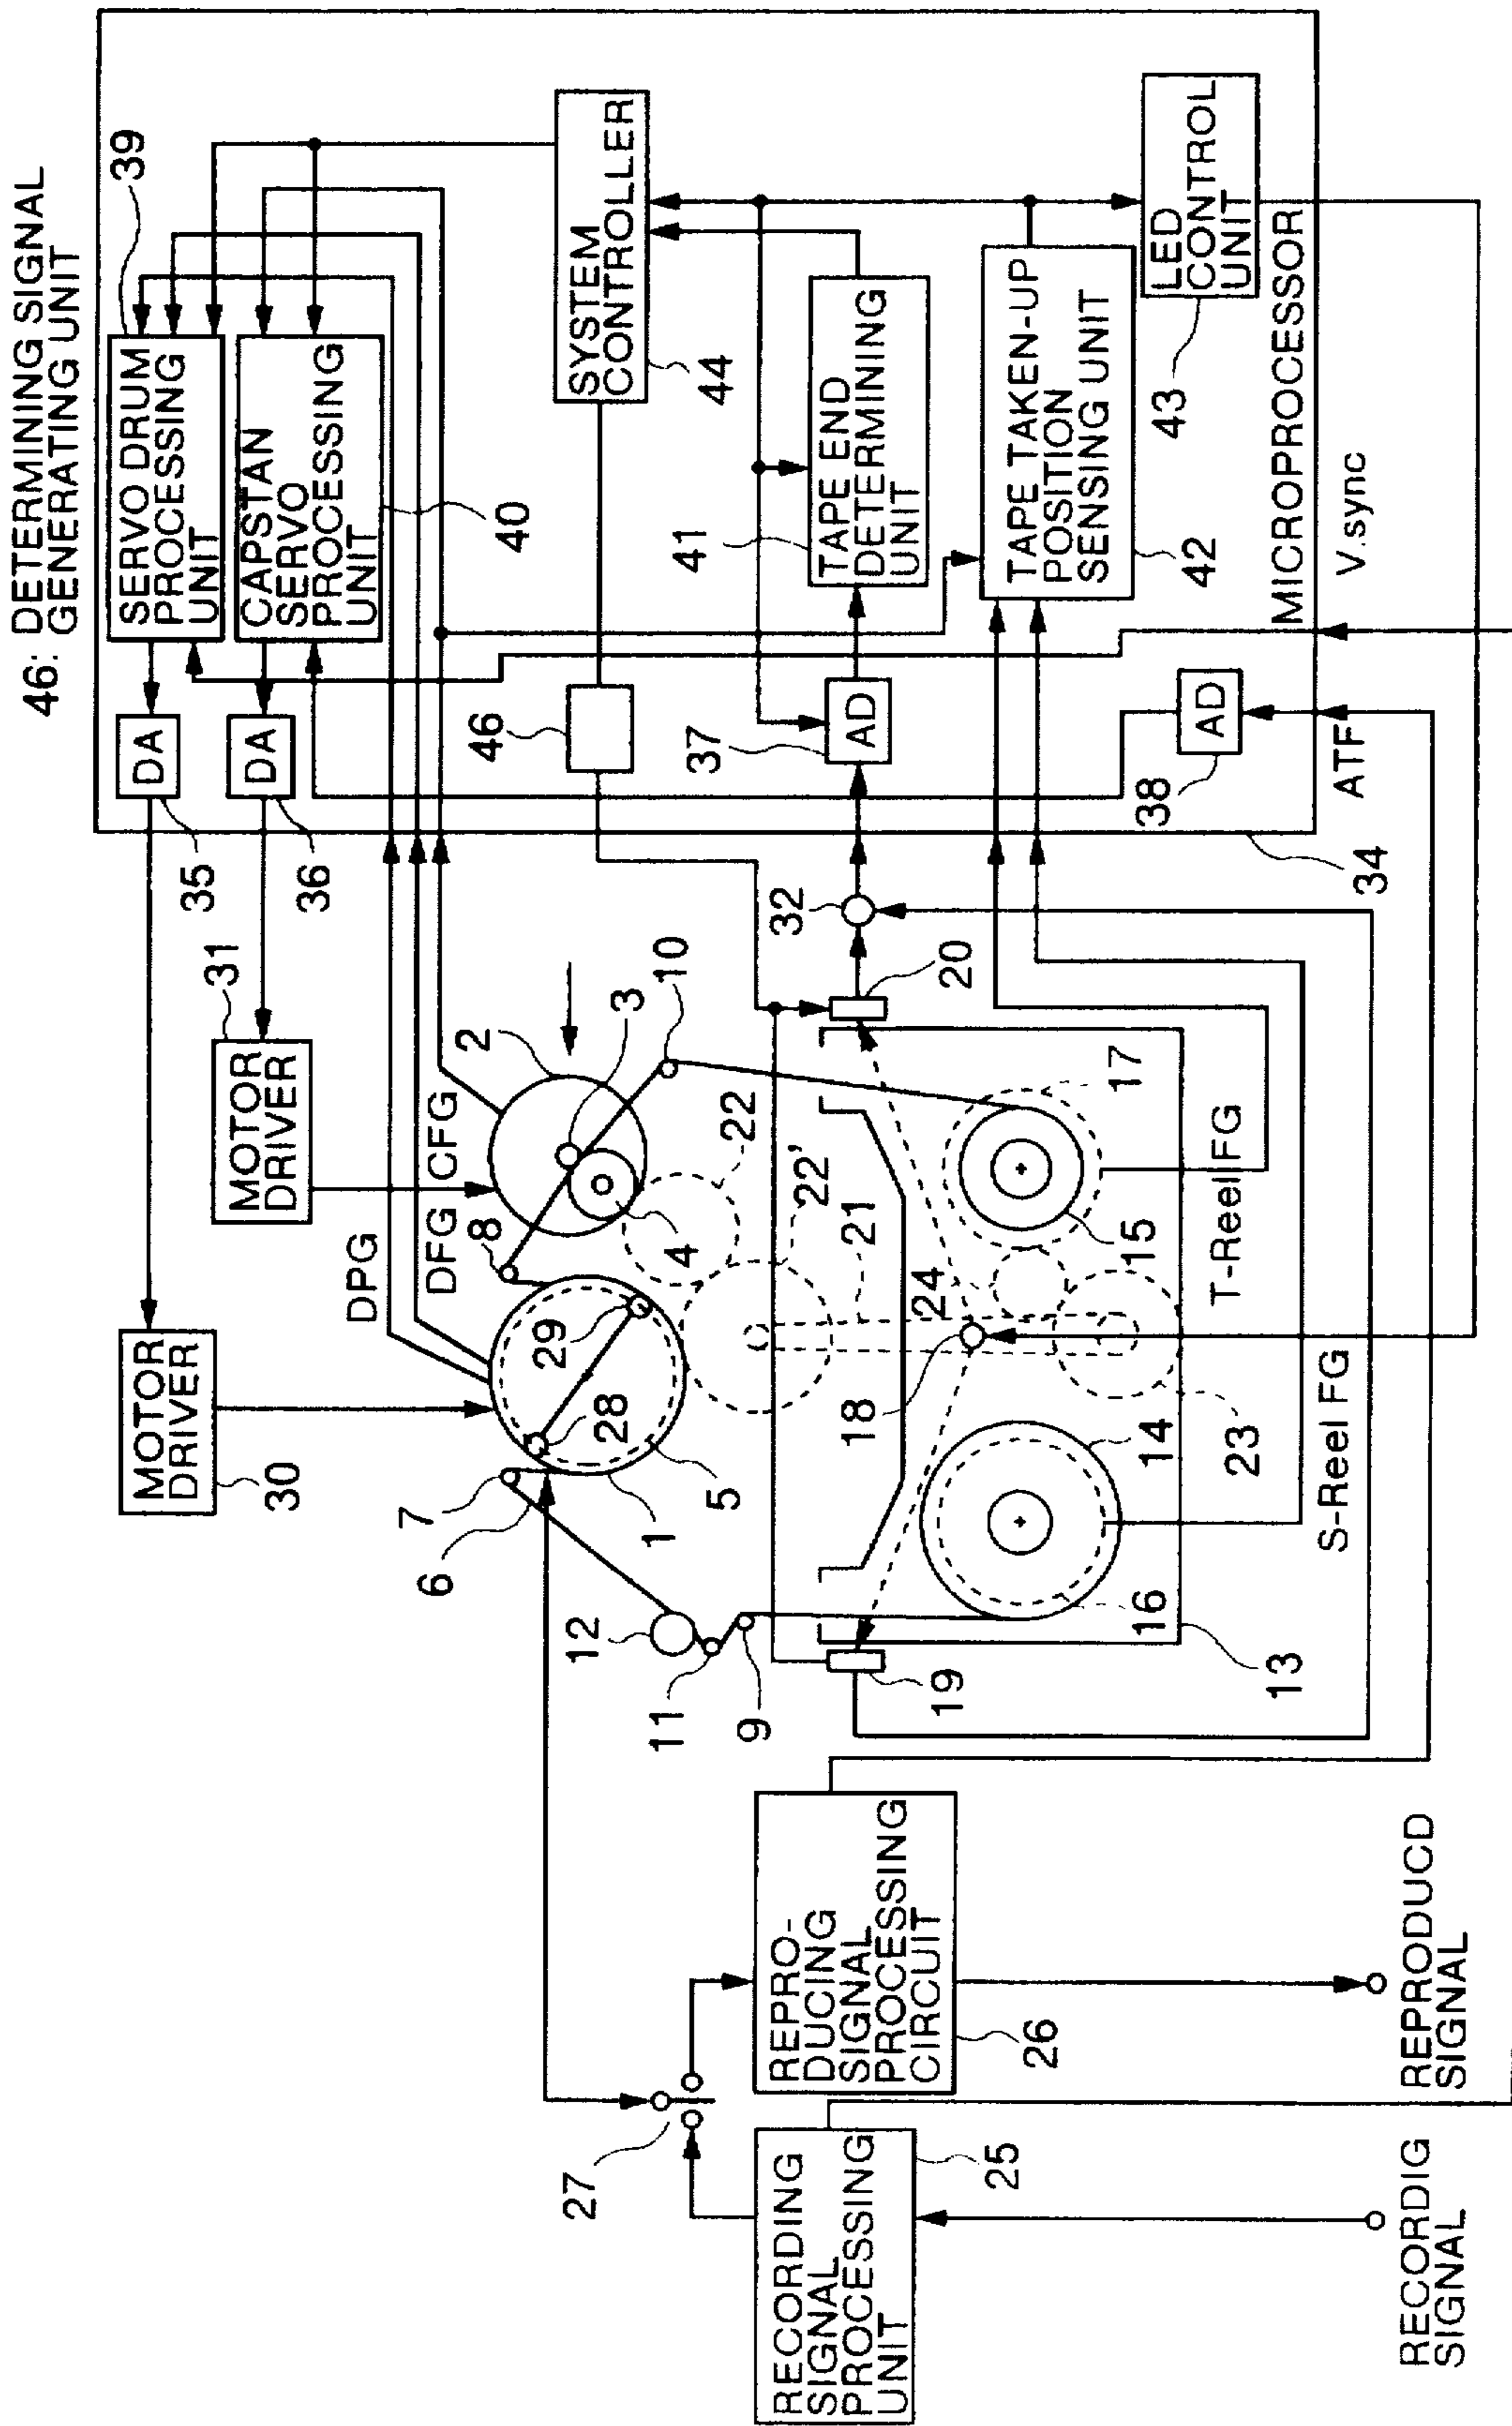 46: DETERMINING SIGNAL
GENERATING UNIT
39
SERVO DRUM
PROCESSING
UNIT
CAPSTAN
SERVO
PROCESSING
UNIT
40
DA
35
DA
36
SYSTEM
CONTROLLER
44
46
TAPE END
DETERMINING
UNIT
41
AD
37
TAPE TAKEN-UP
POSITION
SENSING UNIT
42
LED
CONTROL
UNIT
43
MICROPROCESSOR
V.sync
AD
38
ATF
34
MOTOR
DRIVER
31
MOTOR
DRIVER
30
DPG
DFG
CFG
2
3
10
8
4
22
22'
21
24
29
28
5
1
7
6
12
11
9
32
20
17
15
T-Reel FG
18
14
23
S-Reel FG
16
13
19
27
REPRO-
DUCING
SIGNAL
PROCESSING
CIRCUIT
26
REPRODUCD
SIGNAL
RECORDING
SIGNAL
PROCESSING
UNIT
25
RECORDIG
SIGNAL